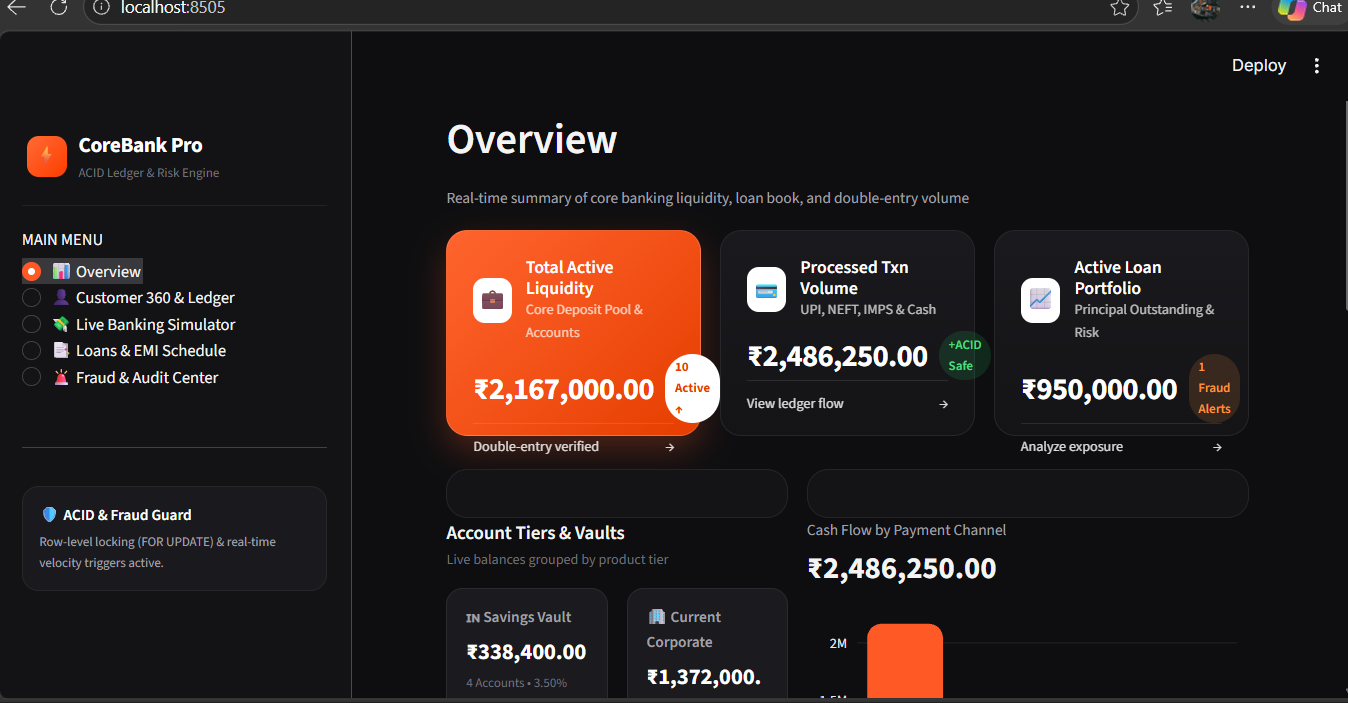 localhost:8505
Chat
Deploy
CoreBank Pro
ACID Ledger & Risk Engine
MAIN MENU
Overview
Customer 360 & Ledger
Live Banking Simulator
Loans & EMI Schedule
Fraud & Audit Center
ACID & Fraud Guard
Row-level locking (FOR UPDATE) & real-time
velocity triggers active.
Overview
Real-time summary of core banking liquidity, loan book, and double-entry volume
Total Active
Liquidity
Core Deposit Pool &
Accounts
₹2,167,000.00
10
Active
↑
Double-entry verified →
Processed Txn
Volume
UPI, NEFT, IMPS & Cash
₹2,486,250.00
+ACID
Safe
View ledger flow →
Active Loan
Portfolio
Principal Outstanding &
Risk
₹950,000.00
1
Fraud
Alerts
Analyze exposure →
Account Tiers & Vaults
Live balances grouped by product tier
IN Savings Vault
₹338,400.00
4 Accounts • 3.50%
Current
Corporate
₹1,372,000.
Cash Flow by Payment Channel
₹2,486,250.00
2M
1.5M